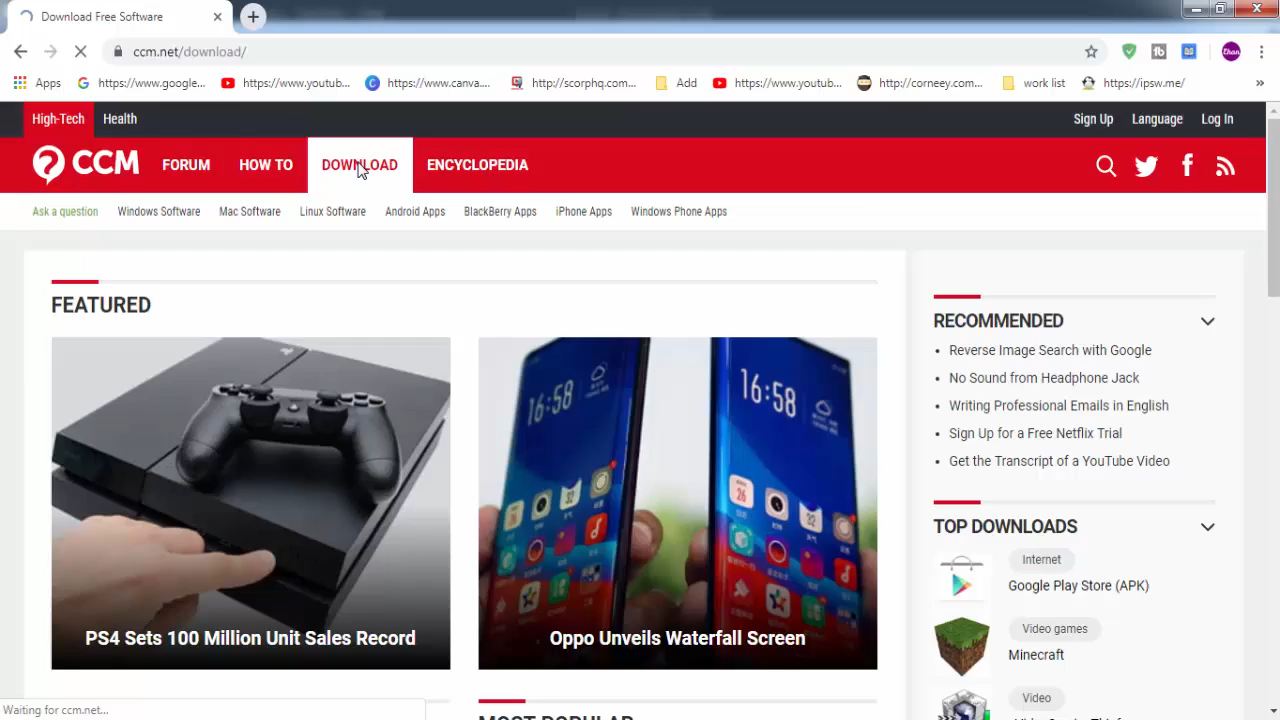 Download Free Software
ccm.net/download/
Apps https://www.google... https://www.youtub... https://www.canva.... http://scorphq.com... Add https://www.youtub... http://corneey.com/... work list https://ipsw.me/ »
High-Tech Health Sign Up Language Log In
CCM FORUM HOW TO DOWNLOAD ENCYCLOPEDIA
Ask a question Windows Software Mac Software Linux Software Android Apps BlackBerry Apps iPhone Apps Windows Phone Apps
FEATURED
16:58
16:58
PS4 Sets 100 Million Unit Sales Record
Oppo Unveils Waterfall Screen
RECOMMENDED
• Reverse Image Search with Google
• No Sound from Headphone Jack
• Writing Professional Emails in English
• Sign Up for a Free Netflix Trial
• Get the Transcript of a YouTube Video
TOP DOWNLOADS
Internet
Google Play Store (APK)
Video games
Minecraft
Video
MOST POPULAR
Waiting for ccm.net...